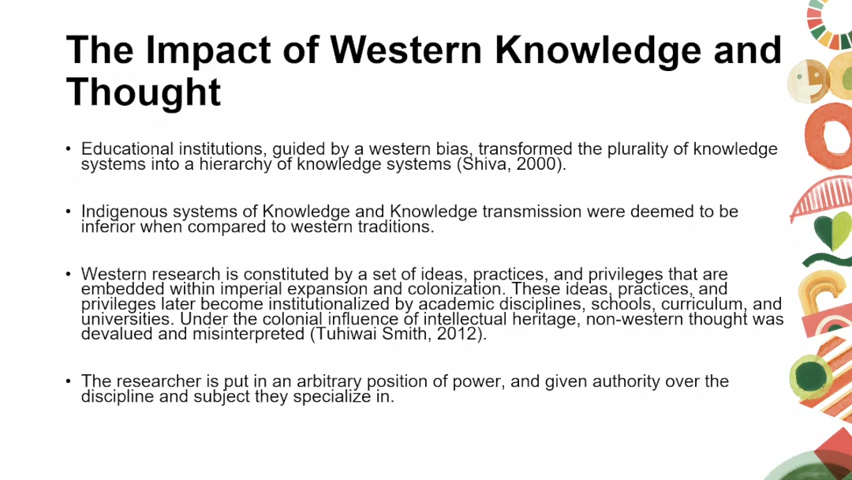 The Impact of Western Knowledge and
Thought
• Educational institutions, guided by a western bias, transformed the plurality of knowledge
systems into a hierarchy of knowledge systems (Shiva, 2000).
• Indigenous systems of Knowledge and Knowledge transmission were deemed to be
inferior when compared to western traditions.
• Western research is constituted by a set of ideas, practices, and privileges that are
embedded within imperial expansion and colonization. These ideas, practices, and
privileges later become institutionalized by academic disciplines, schools, curriculum, and
universities. Under the colonial influence of intellectual heritage, non-western thought was
devalued and misinterpreted (Tuhiwai Smith, 2012).
• The researcher is put in an arbitrary position of power, and given authority over the
discipline and subject they specialize in.